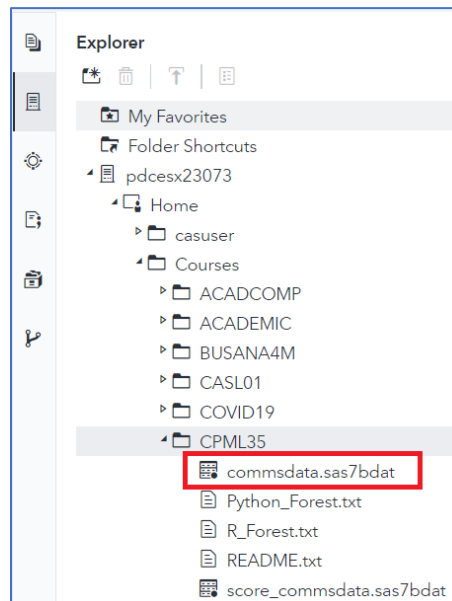 Explorer
My Favorites
Folder Shortcuts
pdcesx23073
Home
casuser
Courses
ACADCOMP
ACADEMIC
BUSANA4M
CASL01
COVID19
CPML35
commsdata.sas7bdat
Python_Forest.txt
R_Forest.txt
README.txt
score_commsdata.sas7bdat